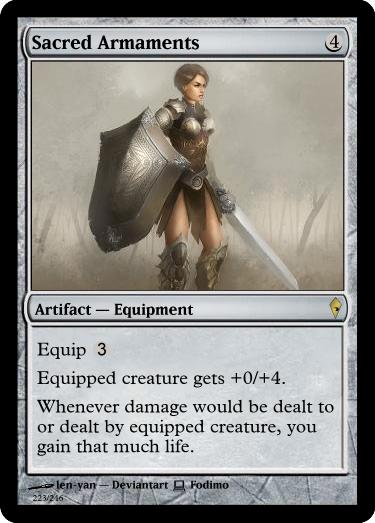 Sacred Armaments 4
Artifact — Equipment
Equip 3
Equipped creature gets +0/+4.
Whenever damage would be dealt to
or dealt by equipped creature, you
gain that much life.
len-yan — Deviantart Fodimo
223/246